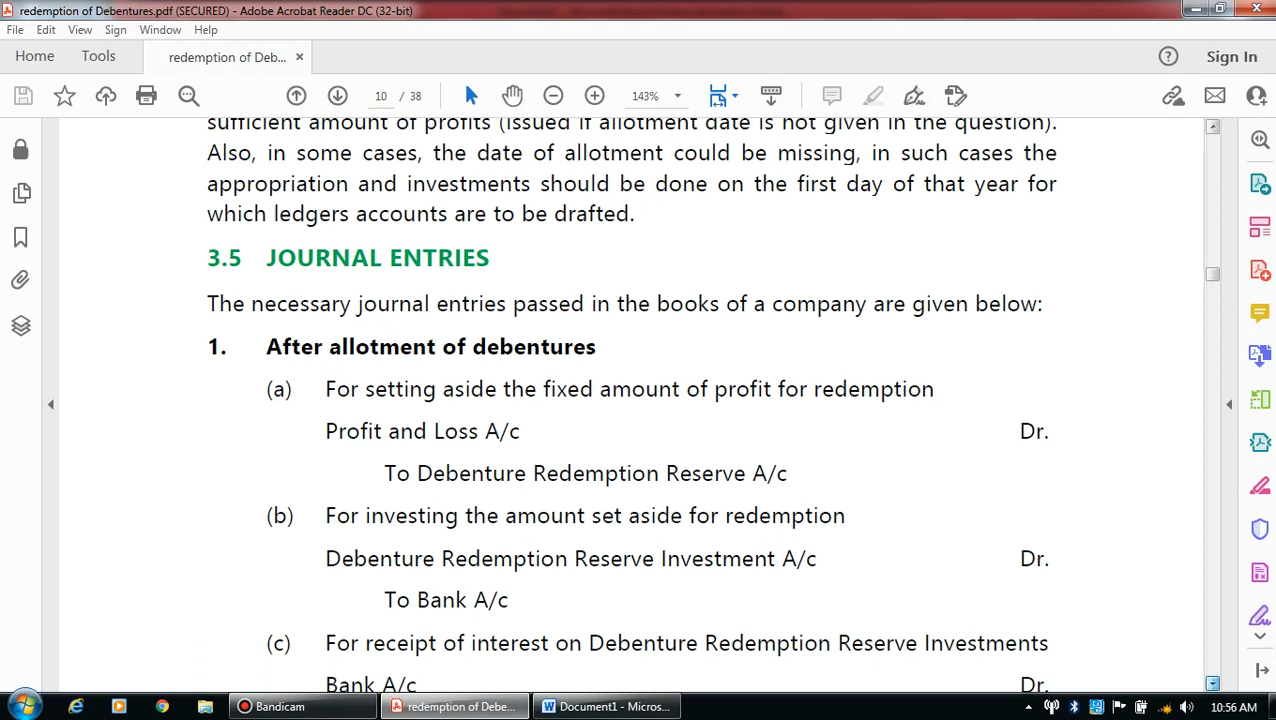 redemption of Debentures.pdf (SECURED) - Adobe Acrobat Reader DC (32-bit)
File Edit View Sign Window Help
Home Tools redemption of Deb... × Sign In
10 / 38 143%
sufficient amount of profits (Issued if allotment date is not given in the question).
Also, in some cases, the date of allotment could be missing, in such cases the
appropriation and investments should be done on the first day of that year for
which ledgers accounts are to be drafted.
3.5 JOURNAL ENTRIES
The necessary journal entries passed in the books of a company are given below:
1. After allotment of debentures
(a) For setting aside the fixed amount of profit for redemption
Profit and Loss A/c Dr.
To Debenture Redemption Reserve A/c
(b) For investing the amount set aside for redemption
Debenture Redemption Reserve Investment A/c Dr.
To Bank A/c
(c) For receipt of interest on Debenture Redemption Reserve Investments
Bank A/c Dr.
Bandicam redemption of Debe... Document1 - Micros... 10:56 AM